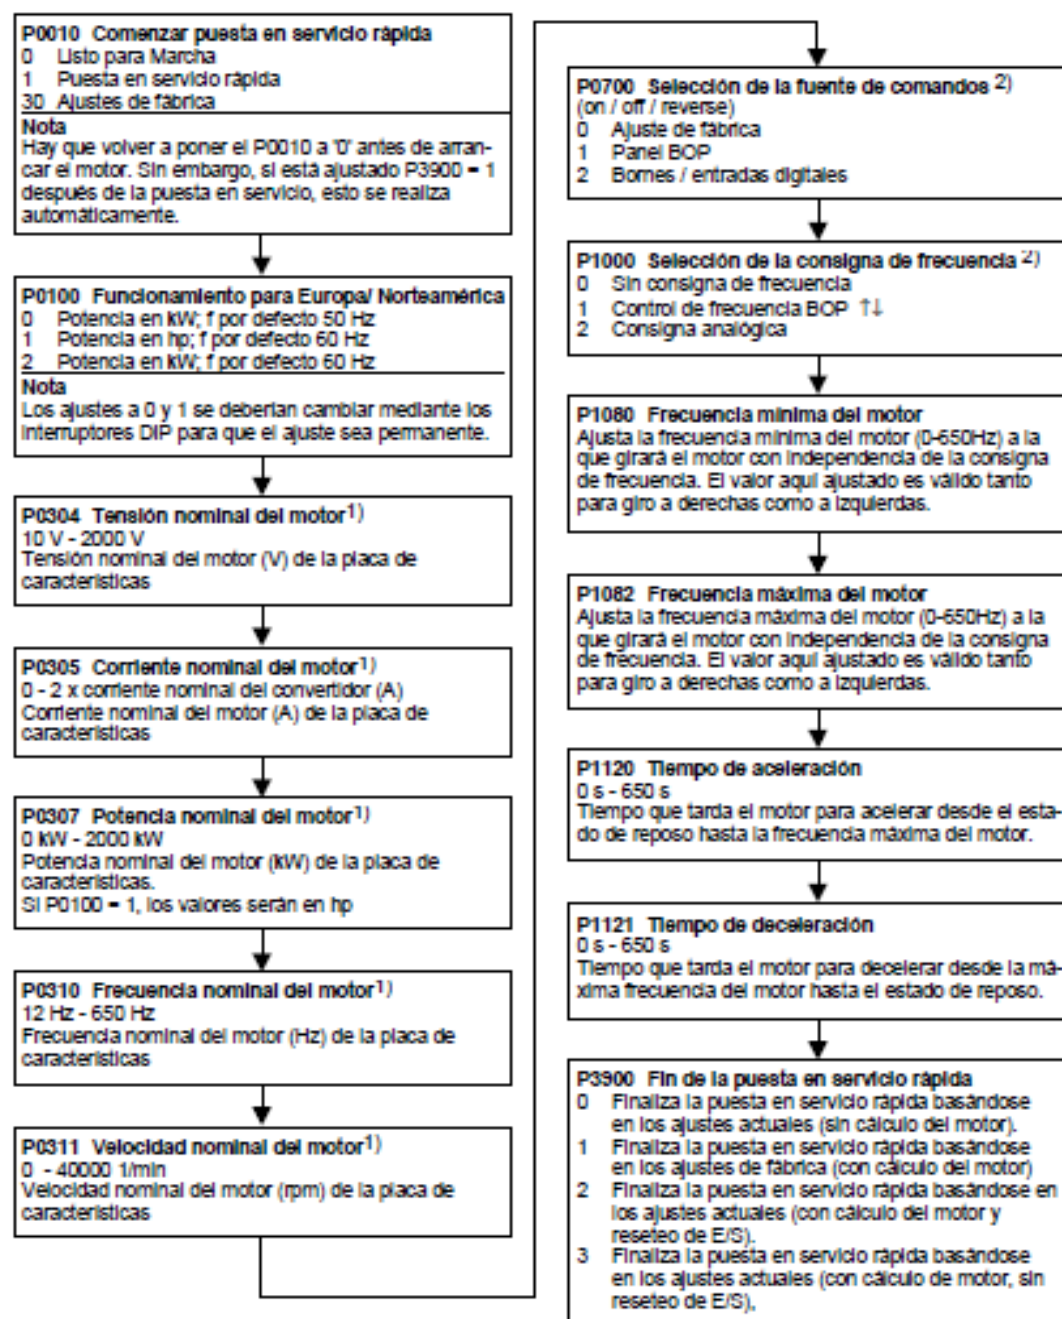 P0010 Comenzar puesta en servicio rápida
0 Listo para Marcha
1 Puesta en servicio rápida
30 Ajustes de fábrica
Nota
Hay que volver a poner el P0010 a '0' antes de arran-
car el motor. Sin embargo, si está ajustado P3900 = 1
después de la puesta en servicio, esto se realiza
automáticamente.
P0100 Funcionamiento para Europa/ Norteamérica
0 Potencia en kW; f por defecto 50 Hz
1 Potencia en hp; f por defecto 60 Hz
2 Potencia en kW; f por defecto 60 Hz
Nota
Los ajustes a 0 y 1 se deberían cambiar mediante los
interruptores DIP para que el ajuste sea permanente.
P0304 Tensión nominal del motor1)
10 V - 2000 V
Tensión nominal del motor (V) de la placa de
características
P0305 Corriente nominal del motor1)
0 - 2 x corriente nominal del convertidor (A)
Corriente nominal del motor (A) de la placa de
características
P0307 Potencia nominal del motor1)
0 kW - 2000 kW
Potencia nominal del motor (kW) de la placa de
características.
Si P0100 = 1, los valores serán en hp
P0310 Frecuencia nominal del motor1)
12 Hz - 650 Hz
Frecuencia nominal del motor (Hz) de la placa de
características
P0311 Velocidad nominal del motor1)
0 - 40000 1/min
Velocidad nominal del motor (rpm) de la placa de
características
P0700 Selección de la fuente de comandos 2)
(on / off / reverse)
0 Ajuste de fábrica
1 Panel BOP
2 Bornes / entradas digitales
P1000 Selección de la consigna de frecuencia 2)
0 Sin consigna de frecuencia
1 Control de frecuencia BOP ↑↓
2 Consigna analógica
P1080 Frecuencia mínima del motor
Ajusta la frecuencia mínima del motor (0-650Hz) a la
que girará el motor con independencia de la consigna
de frecuencia. El valor aquí ajustado es válido tanto
para giro a derechas como a izquierdas.
P1082 Frecuencia máxima del motor
Ajusta la frecuencia máxima del motor (0-650Hz) a la
que girará el motor con independencia de la consigna
de frecuencia. El valor aquí ajustado es válido tanto
para giro a derechas como a izquierdas.
P1120 Tiempo de aceleración
0 s - 650 s
Tiempo que tarda el motor para acelerar desde el esta-
do de reposo hasta la frecuencia máxima del motor.
P1121 Tiempo de deceleración
0 s - 650 s
Tiempo que tarda el motor para decelerar desde la má-
xima frecuencia del motor hasta el estado de reposo.
P3900 Fin de la puesta en servicio rápida
0 Finaliza la puesta en servicio rápida basándose
en los ajustes actuales (sin cálculo del motor).
1 Finaliza la puesta en servicio rápida basándose
en los ajustes de fábrica (con cálculo del motor)
2 Finaliza la puesta en servicio rápida basándose en
los ajustes actuales (con cálculo del motor y
reseteo de E/S).
3 Finaliza la puesta en servicio rápida basándose
en los ajustes actuales (con cálculo de motor, sin
reseteo de E/S),